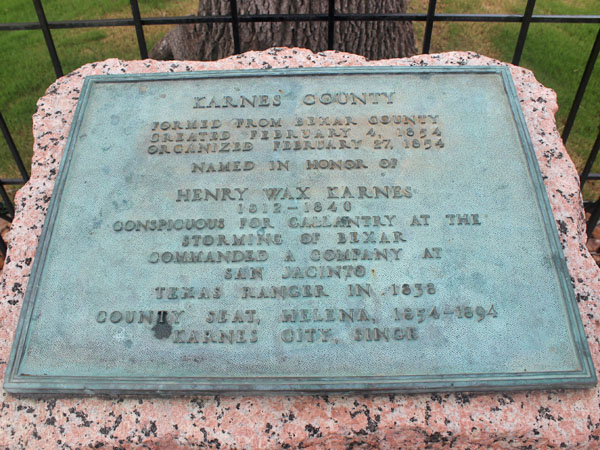 KARNES COUNTY
FORMED FROM BEXAR COUNTY
CREATED FEBRUARY 4, 1854
ORGANIZED FEBRUARY 27, 1854
NAMED IN HONOR OF
HENRY WAX KARNES
1812-1840
CONSPICUOUS FOR GALLANTRY AT THE
STORMING OF BEXAR
COMMANDED A COMPANY AT
SAN JACINTO
TEXAS RANGER IN 1838
COUNTY SEAT, HELENA, 1854-1894
KARNES CITY, SINCE